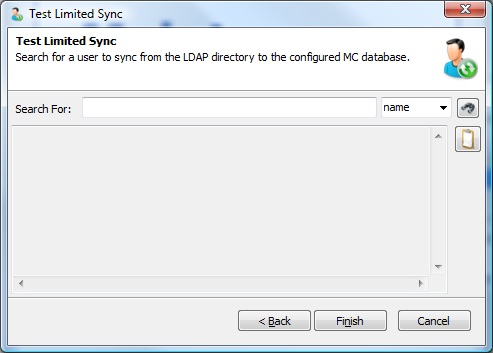 Test Limited Sync
Test Limited Sync
Search for a user to sync from the LDAP directory to the configured MC database.
Search For: name
< Back Finish Cancel